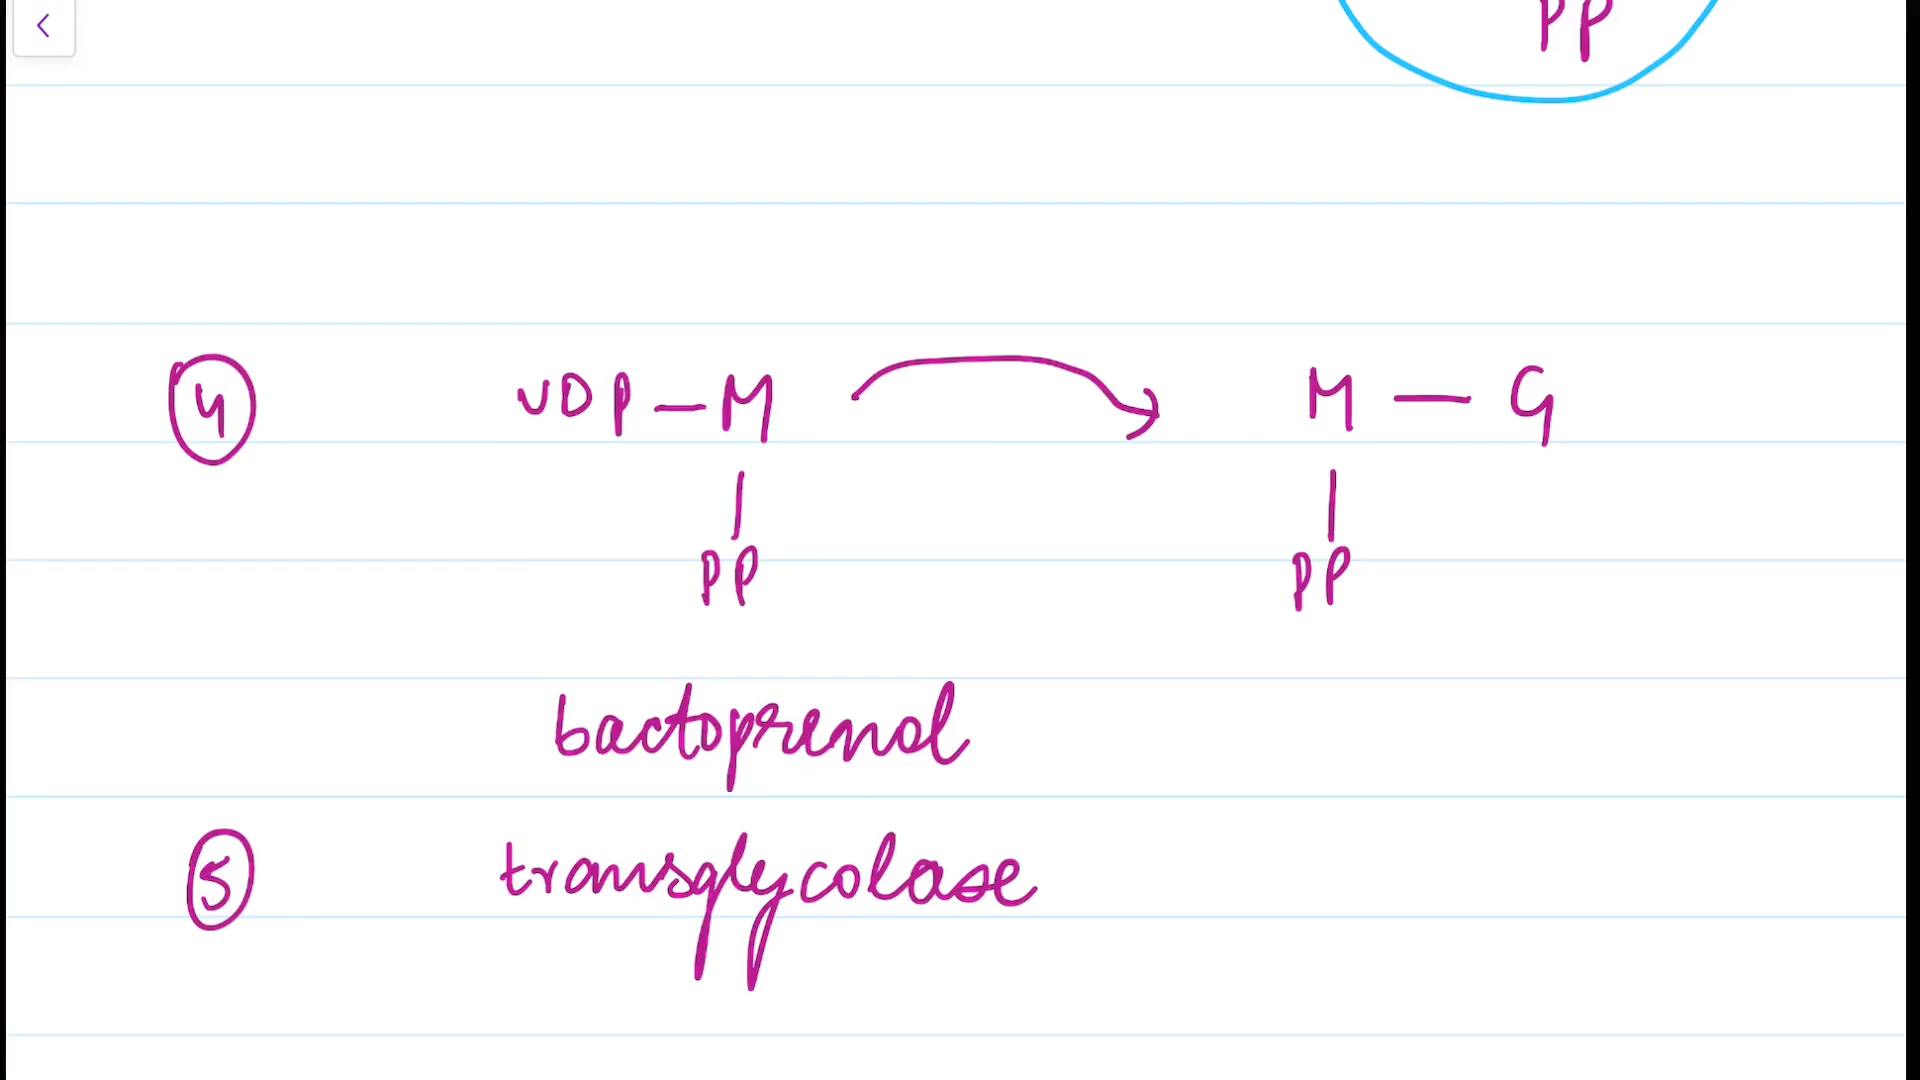 PP
④ UDP – M → M – G
PP PP
bactoprenol
⑤ transglycolase